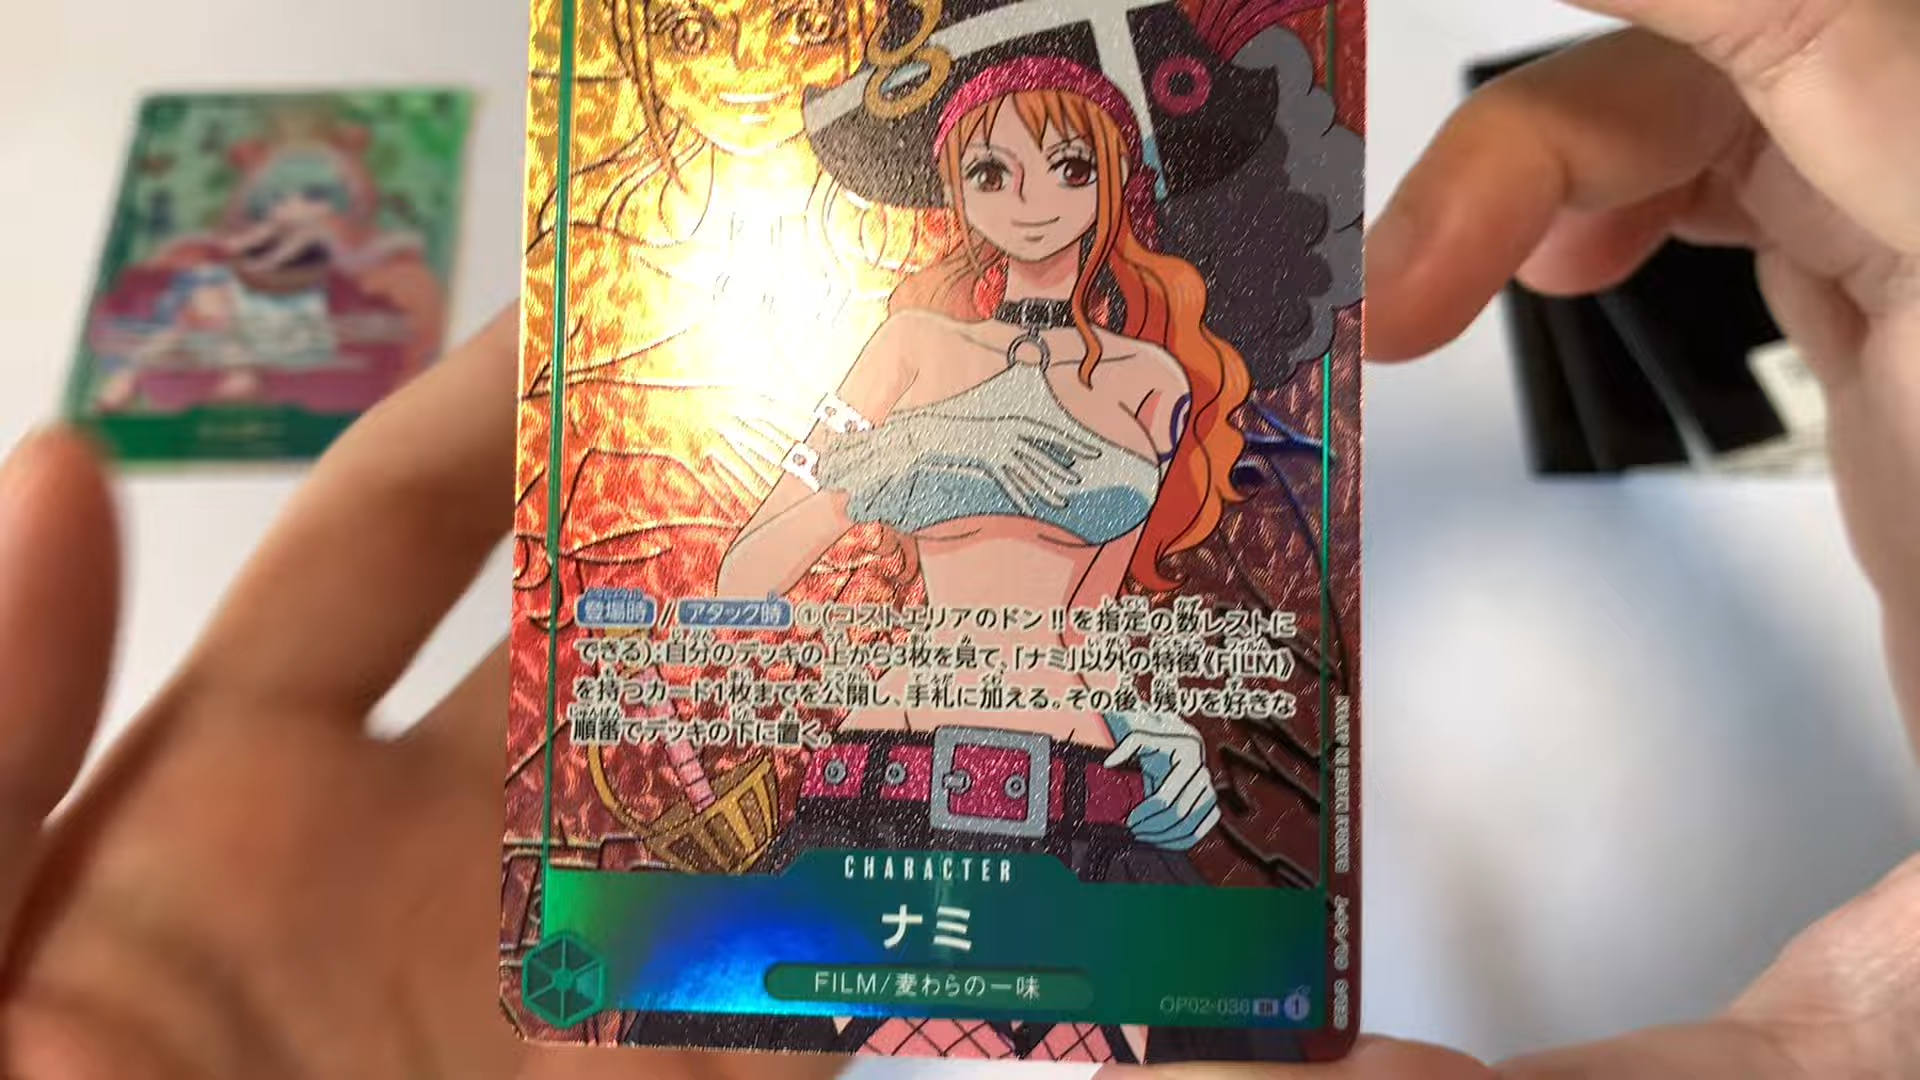 登場時 / アタック時 ①(コストエリアのドン!!を指定の数レストに
できる):自分のデッキの上から3枚を見て、「ナミ」以外の特徴《FILM》
を持つカード1枚までを公開し、手札に加える。その後、残りを好きな
順番でデッキの下に置く。
CHARACTER
ナミ
FILM/麦わらの一味
OP02-036 SR 1